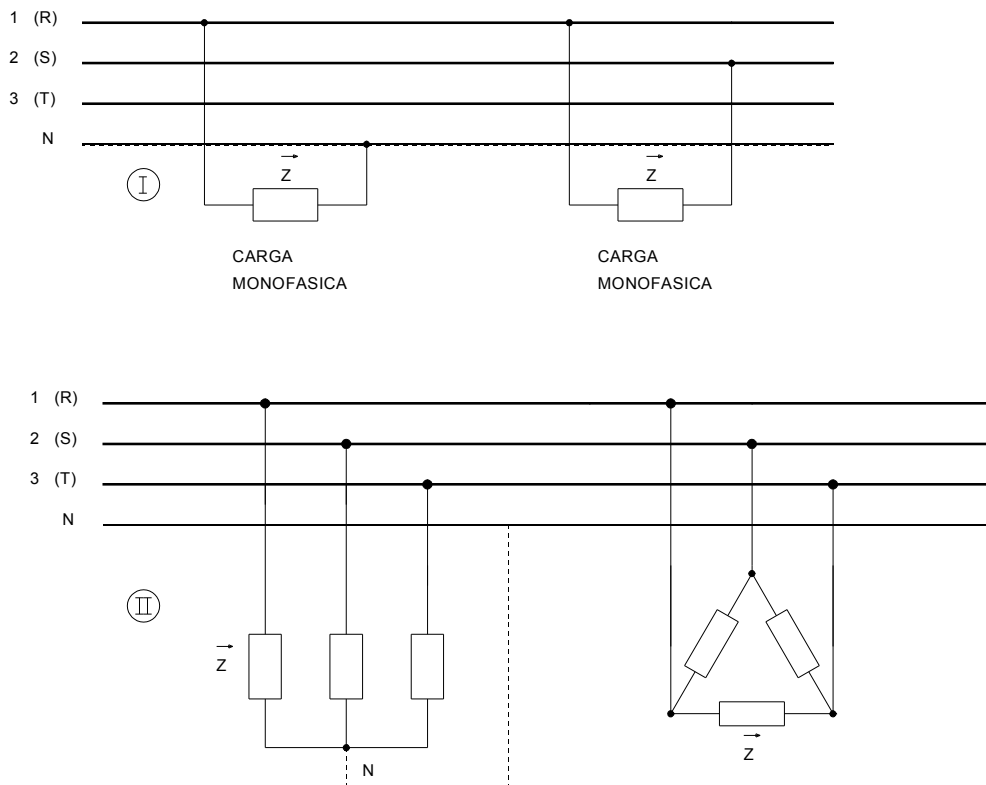 1 (R)
2 (S)
3 (T)
N
I
Z
Z
CARGA
MONOFASICA
CARGA
MONOFASICA
1 (R)
2 (S)
3 (T)
N
II
Z
Z
N